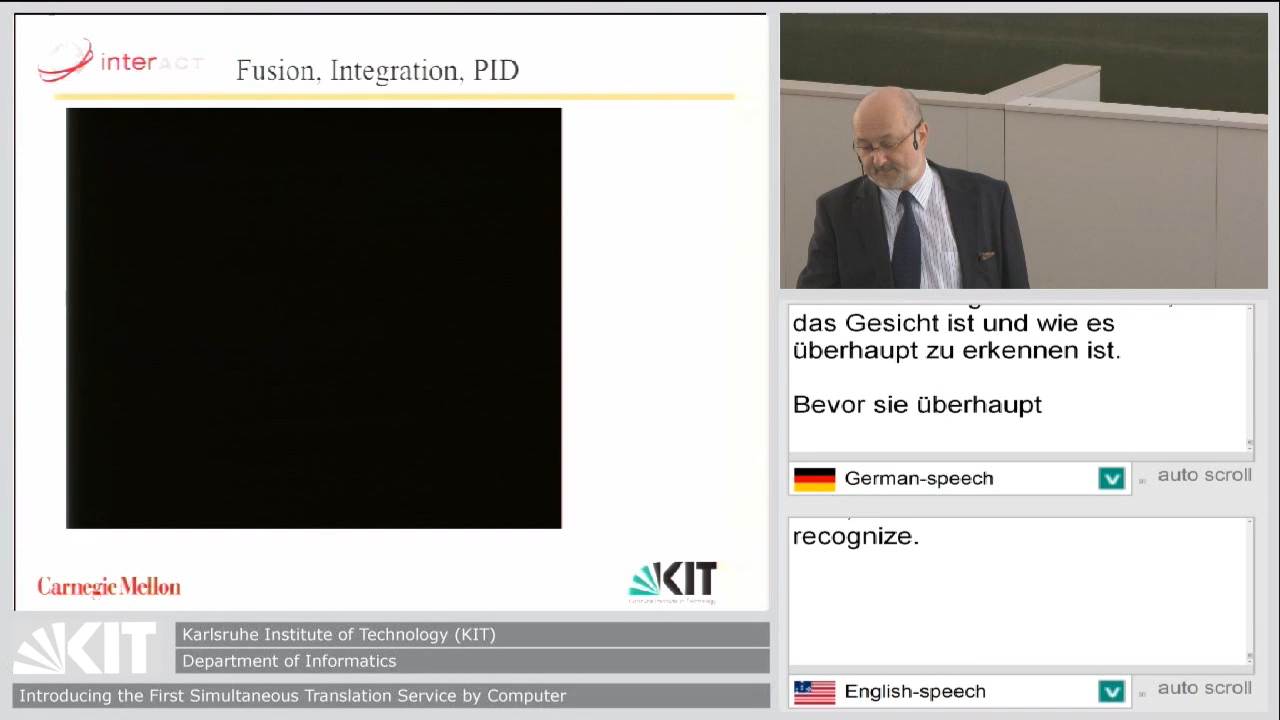 interACT
Fusion, Integration, PID
Carnegie Mellon
KIT
das Gesicht ist und wie es
überhaupt zu erkennen ist.
Bevor sie überhaupt
German-speech
auto scroll
recognize.
English-speech
auto scroll
KIT
Karlsruhe Institute of Technology (KIT)
Department of Informatics
Introducing the First Simultaneous Translation Service by Computer